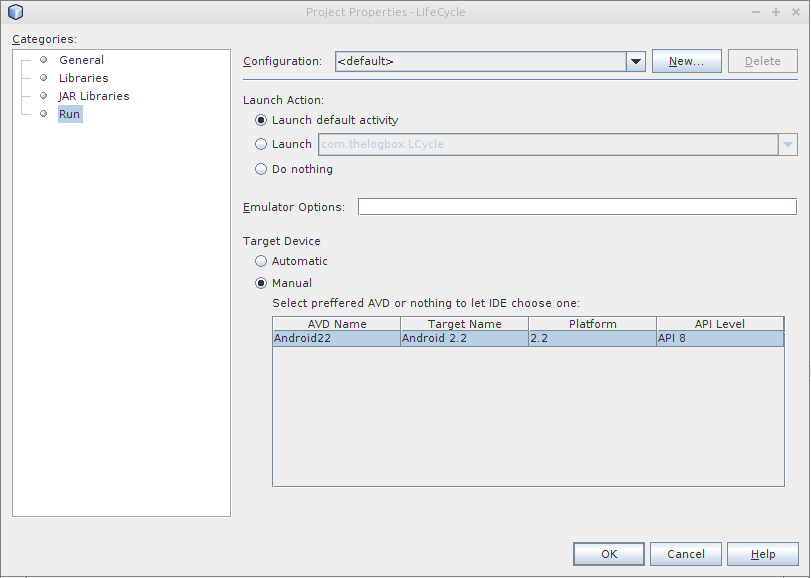 Project Properties - LifeCycle
Categories:
General
Libraries
JAR Libraries
Run
Configuration: <default> New... Delete
Launch Action:
Launch default activity
Launch com.thelogbox.LCycle
Do nothing
Emulator Options:
Target Device
Automatic
Manual
Select preffered AVD or nothing to let IDE choose one:
AVD Name Target Name Platform API Level
Android22 Android 2.2 2.2 API 8
OK Cancel Help